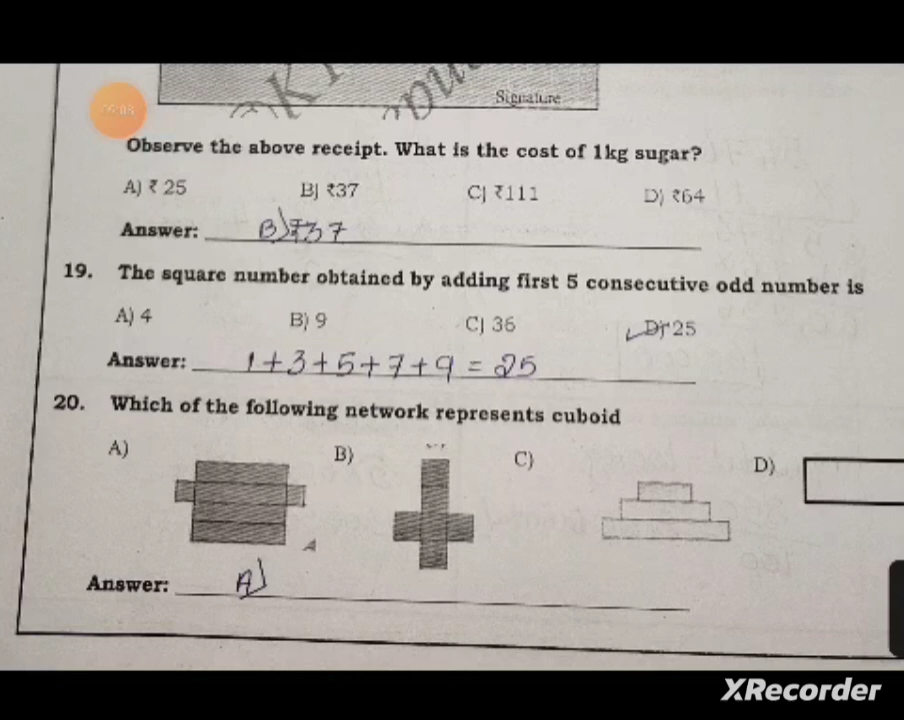 Signature
Observe the above receipt. What is the cost of 1kg sugar?
A) ₹ 25 B) ₹37 C) ₹111 D) ₹64
Answer: B) ₹37
19. The square number obtained by adding first 5 consecutive odd number is
A) 4 B) 9 C) 36 D) 25
Answer: 1+3+5+7+9 = 25
20. Which of the following network represents cuboid
A) B) C) D)
Answer: A)
XRecorder